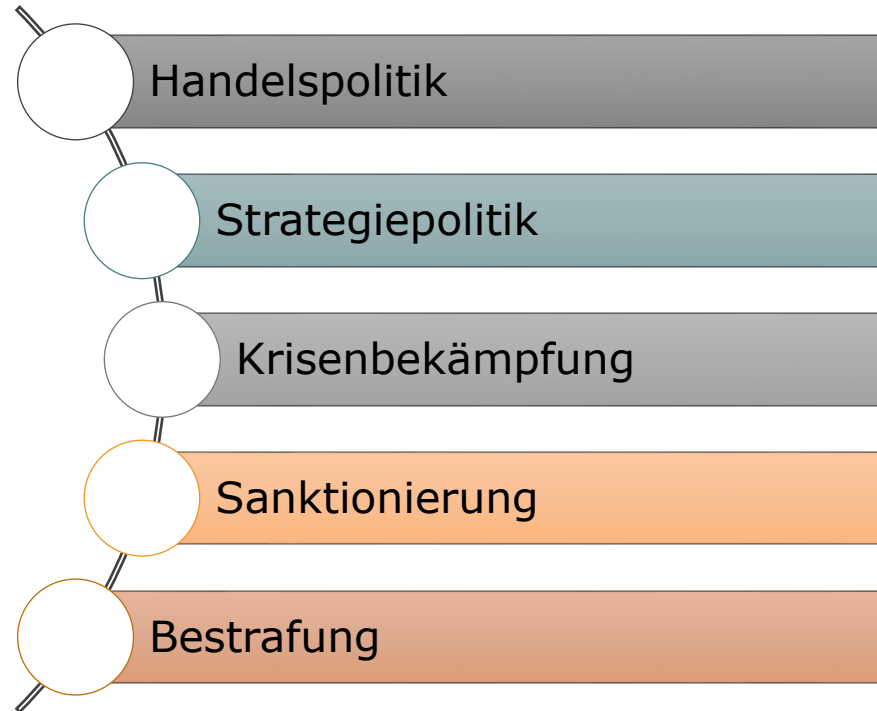 Handelspolitik
Strategiepolitik
Krisenbekämpfung
Sanktionierung
Bestrafung